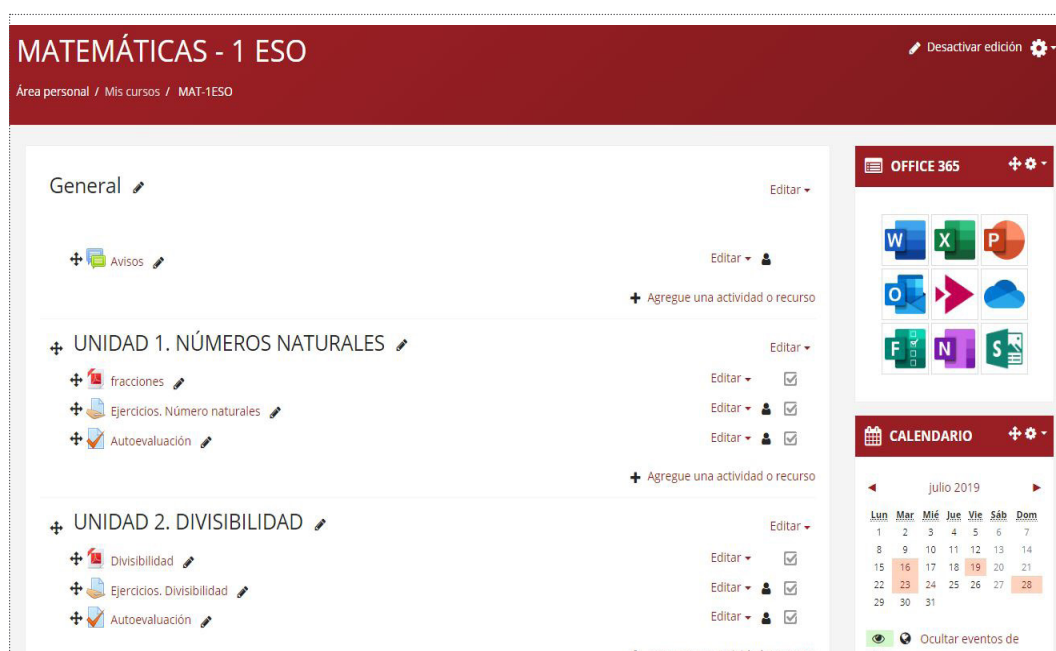 MATEMÁTICAS - 1 ESO
Desactivar edición
Área personal / Mis cursos / MAT-1ESO
General
Editar
Avisos
Editar
Agregue una actividad o recurso
UNIDAD 1. NÚMEROS NATURALES
Editar
fracciones
Editar
Ejercicios. Número naturales
Editar
Autoevaluación
Editar
Agregue una actividad o recurso
UNIDAD 2. DIVISIBILIDAD
Editar
Divisibilidad
Editar
Ejercicios. Divisibilidad
Editar
Autoevaluación
Editar
OFFICE 365
W X P
O
F N S
CALENDARIO
julio 2019
Lun Mar Mié Jue Vie Sáb Dom
1 2 3 4 5 6 7
8 9 10 11 12 13 14
15 16 17 18 19 20 21
22 23 24 25 26 27 28
29 30 31
Ocultar eventos de